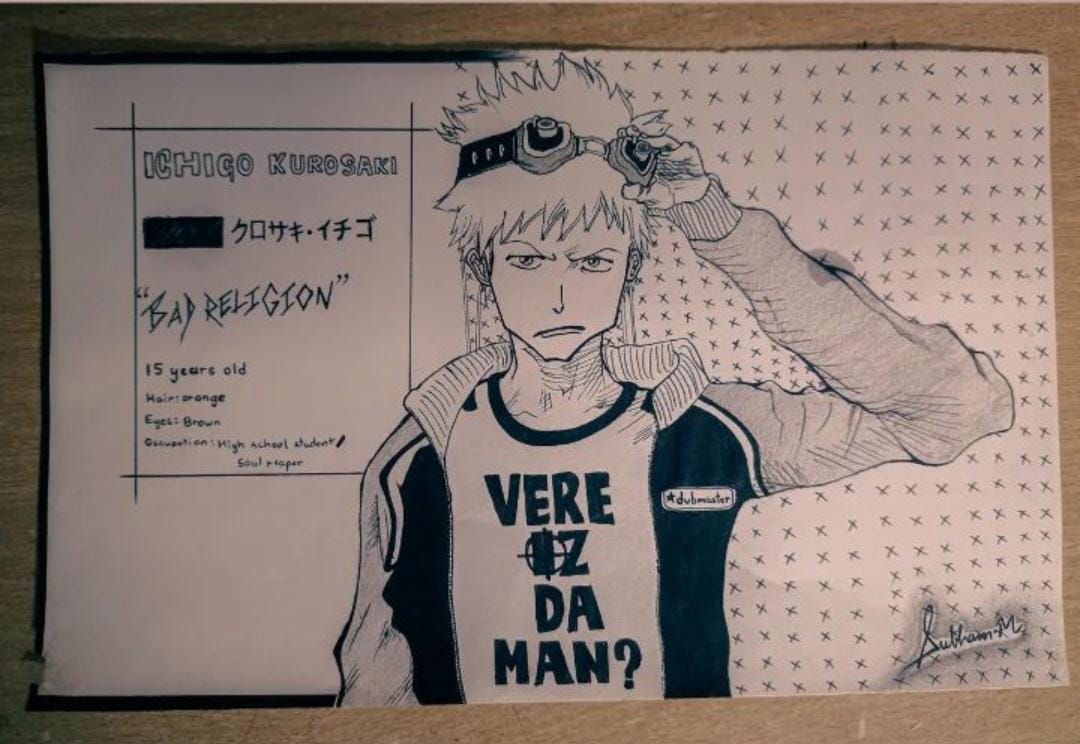 ICHIGO KUROSAKI
クロサキ・イチゴ
"BAD RELIGION"
15 years old
Hair: orange
Eyes: Brown
Occupation: High school student/
Soul reaper
VERE
IZ
DA
MAN?
★dubmaster
Subham.M